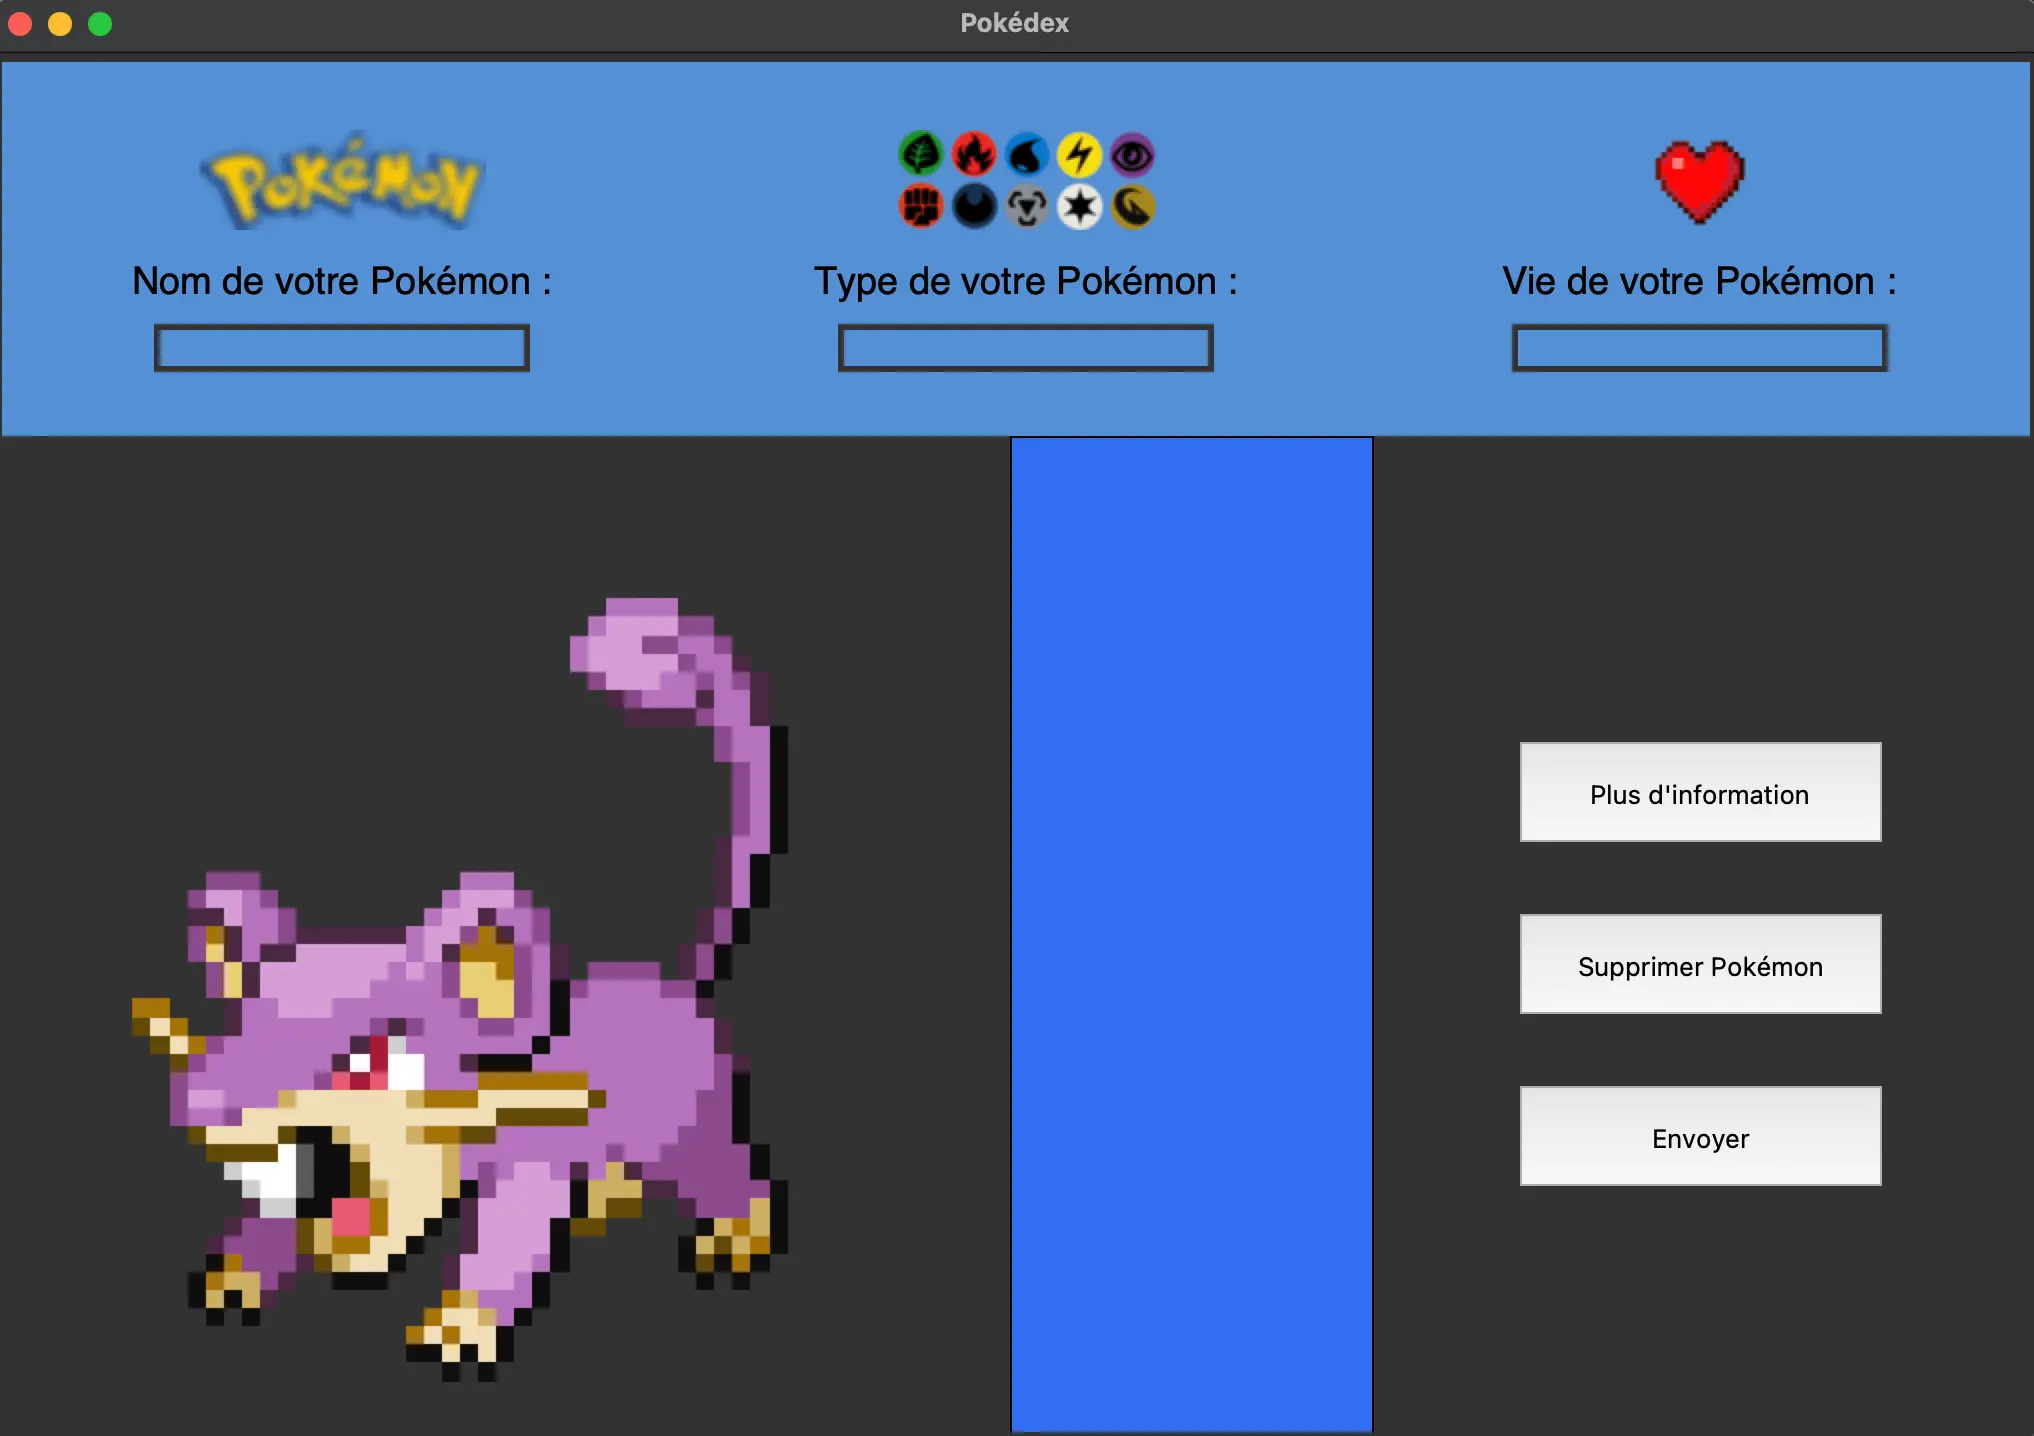 Pokédex
POKéMON
Nom de votre Pokémon :
Type de votre Pokémon :
Vie de votre Pokémon :
Plus d'information
Supprimer Pokémon
Envoyer